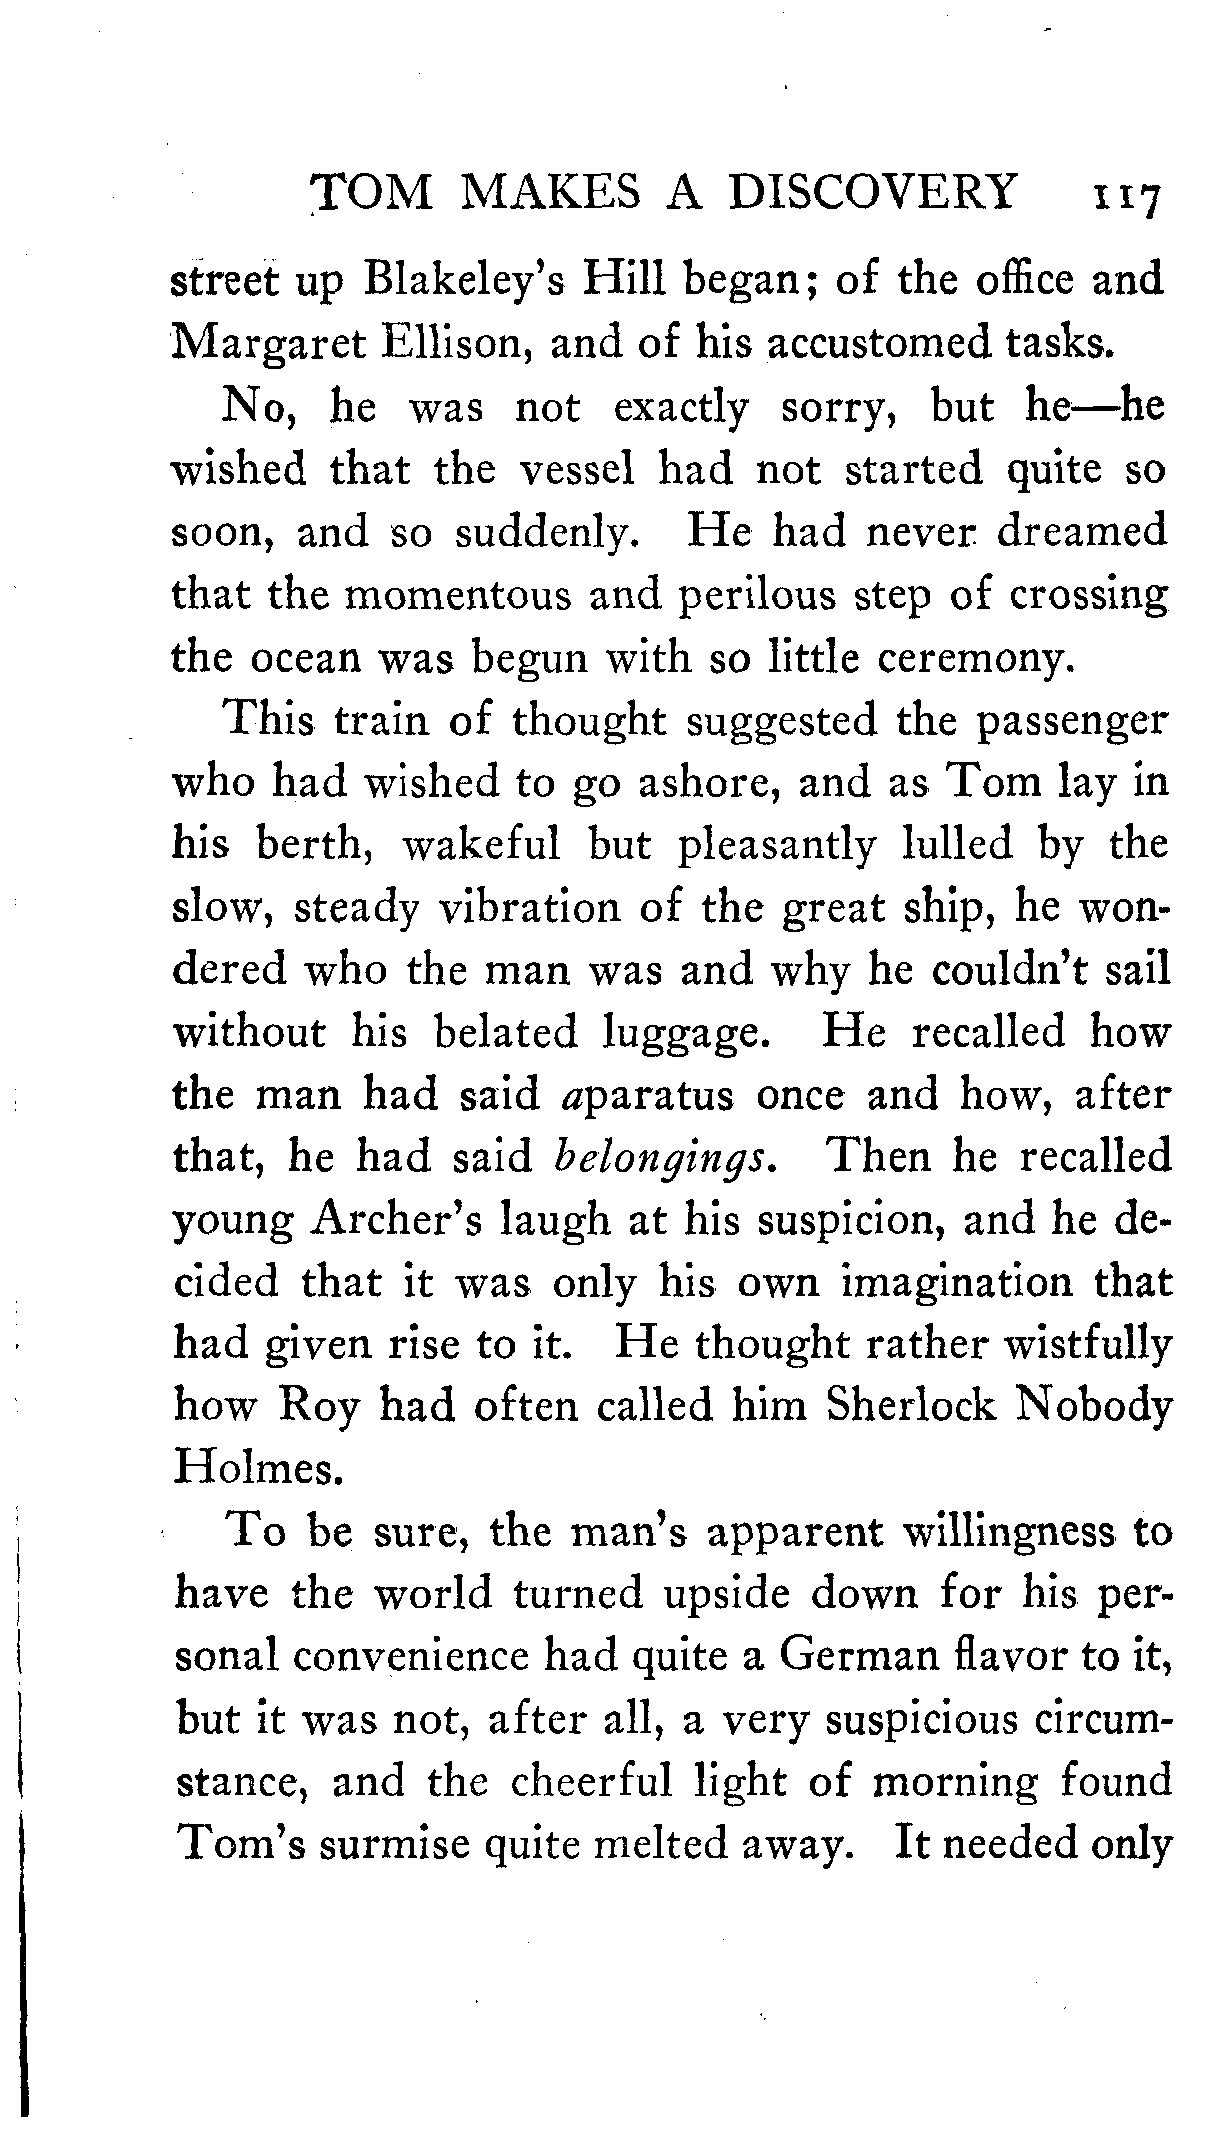 TOM MAKES A DISCOVERY 117
street up Blakeley's Hill began; of the office and
Margaret Ellison, and of his accustomed tasks.
No, he was not exactly sorry, but he—he
wished that the vessel had not started quite so
soon, and so suddenly. He had never dreamed
that the momentous and perilous step of crossing
the ocean was begun with so little ceremony.
This train of thought suggested the passenger
who had wished to go ashore, and as Tom lay in
his berth, wakeful but pleasantly lulled by the
slow, steady vibration of the great ship, he won-
dered who the man was and why he couldn't sail
without his belated luggage. He recalled how
the man had said aparatus once and how, after
that, he had said belongings. Then he recalled
young Archer's laugh at his suspicion, and he de-
cided that it was only his own imagination that
had given rise to it. He thought rather wistfully
how Roy had often called him Sherlock Nobody
Holmes.
To be sure, the man's apparent willingness to
have the world turned upside down for his per-
sonal convenience had quite a German flavor to it,
but it was not, after all, a very suspicious circum-
stance, and the cheerful light of morning found
Tom's surmise quite melted away. It needed only